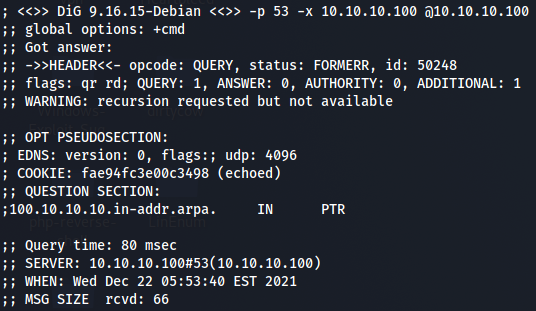 ; <<>> DiG 9.16.15-Debian <<>> -p 53 -x 10.10.10.100 @10.10.10.100
;; global options: +cmd
;; Got answer:
;; ->>HEADER<<- opcode: QUERY, status: FORMERR, id: 50248
;; flags: qr rd; QUERY: 1, ANSWER: 0, AUTHORITY: 0, ADDITIONAL: 1
;; WARNING: recursion requested but not available
;; OPT PSEUDOSECTION:
; EDNS: version: 0, flags:; udp: 4096
; COOKIE: fae94fc3e00c3498 (echoed)
;; QUESTION SECTION:
;100.10.10.10.in-addr.arpa. IN PTR
;; Query time: 80 msec
;; SERVER: 10.10.10.100#53(10.10.10.100)
;; WHEN: Wed Dec 22 05:53:40 EST 2021
;; MSG SIZE rcvd: 66